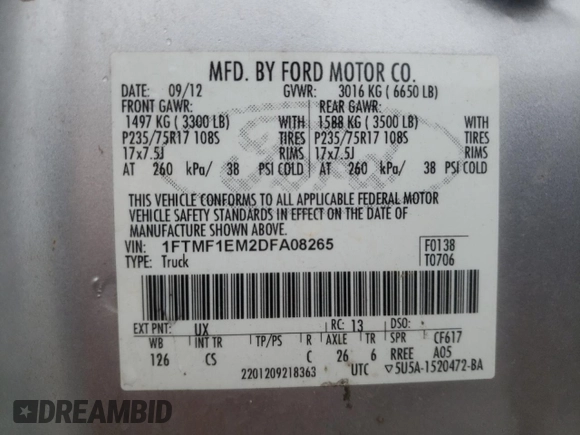 MFD. BY FORD MOTOR CO.
DATE: 09/12 GVWR: 3016 KG ( 6650 LB)
FRONT GAWR: REAR GAWR:
1497 KG ( 3300 LB) WITH 1588 KG ( 3500 LB) WITH
P235/75R17 108S TIRES P235/75R17 108S TIRES
17x7.5J RIMS 17x7.5J RIMS
AT 260 kPa/ 38 PSI COLD AT 260 kPa/ 38 PSI COLD
THIS VEHICLE CONFORMS TO ALL APPLICABLE FEDERAL MOTOR
VEHICLE SAFETY STANDARDS IN EFFECT ON THE DATE OF
MANUFACTURE SHOWN ABOVE.
VIN: 1FTMF1EM2DFA08265 F0138
TYPE: Truck T0706
EXT PNT: UX RC: 13 DSO:
WB INT TR TP/PS R AXLE TR SPR CF617
126 CS C 26 6 RREE A05
2201209218363 UTC ▽5U5A-1520472-BA
Ford
DREAMBID